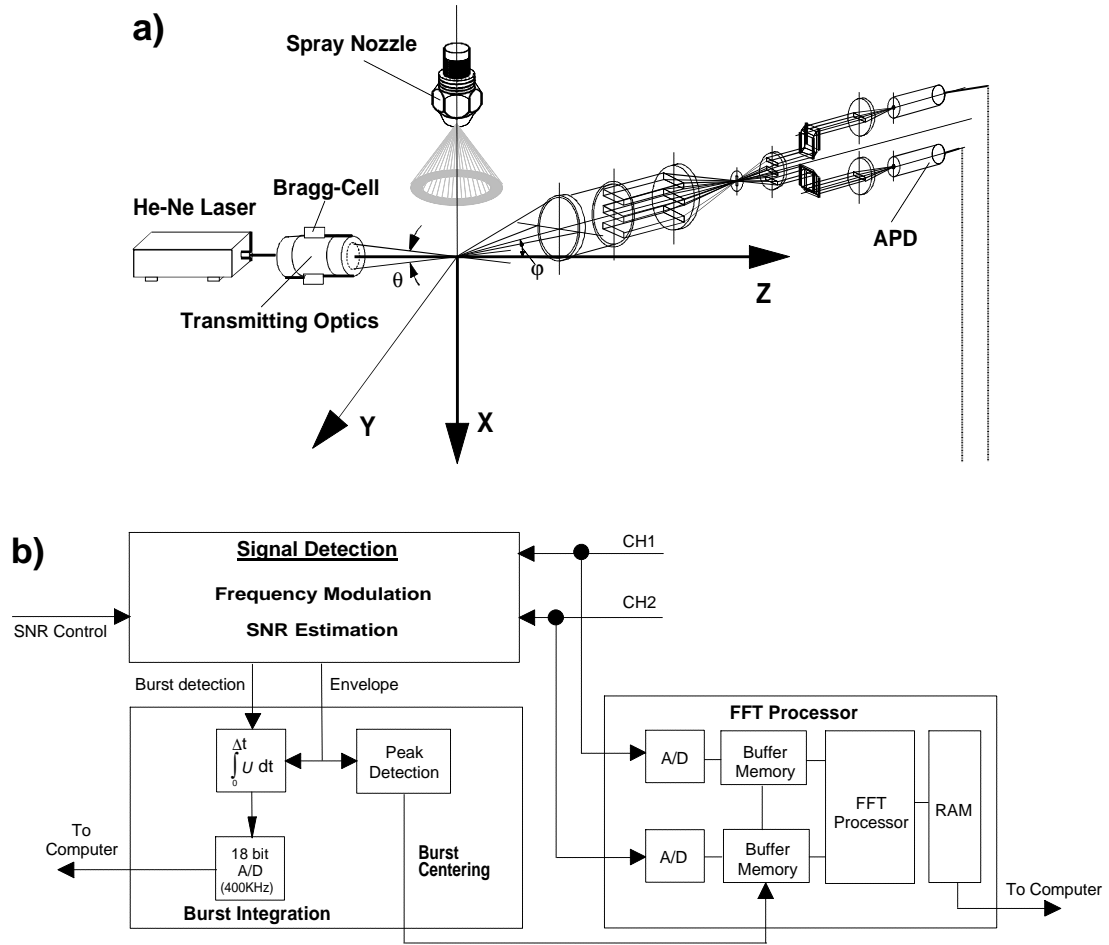 a)
Spray Nozzle
Bragg-Cell
He-Ne Laser
APD
θ
φ
Z
Transmitting Optics
Y
X
b)
Signal Detection
CH1
Frequency Modulation
CH2
SNR Estimation
SNR Control
Burst detection
Envelope
FFT Processor
Δt
∫ U dt
0
Peak
Detection
A/D
Buffer
Memory
FFT
Processor
RAM
To
Computer
18 bit
A/D
(400KHz)
Burst
Centering
A/D
Buffer
Memory
Burst Integration
To Computer